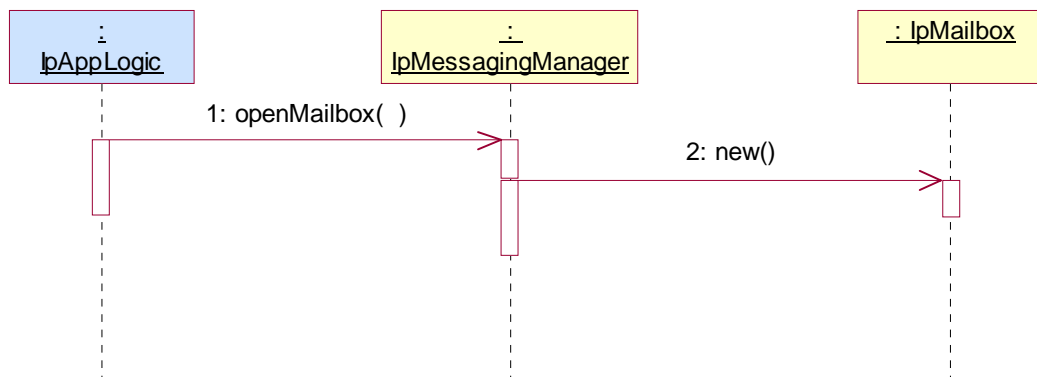 :
IpAppLogic
:
IpMessagingManager
: IpMailbox
1: openMailbox(  )
2: new()